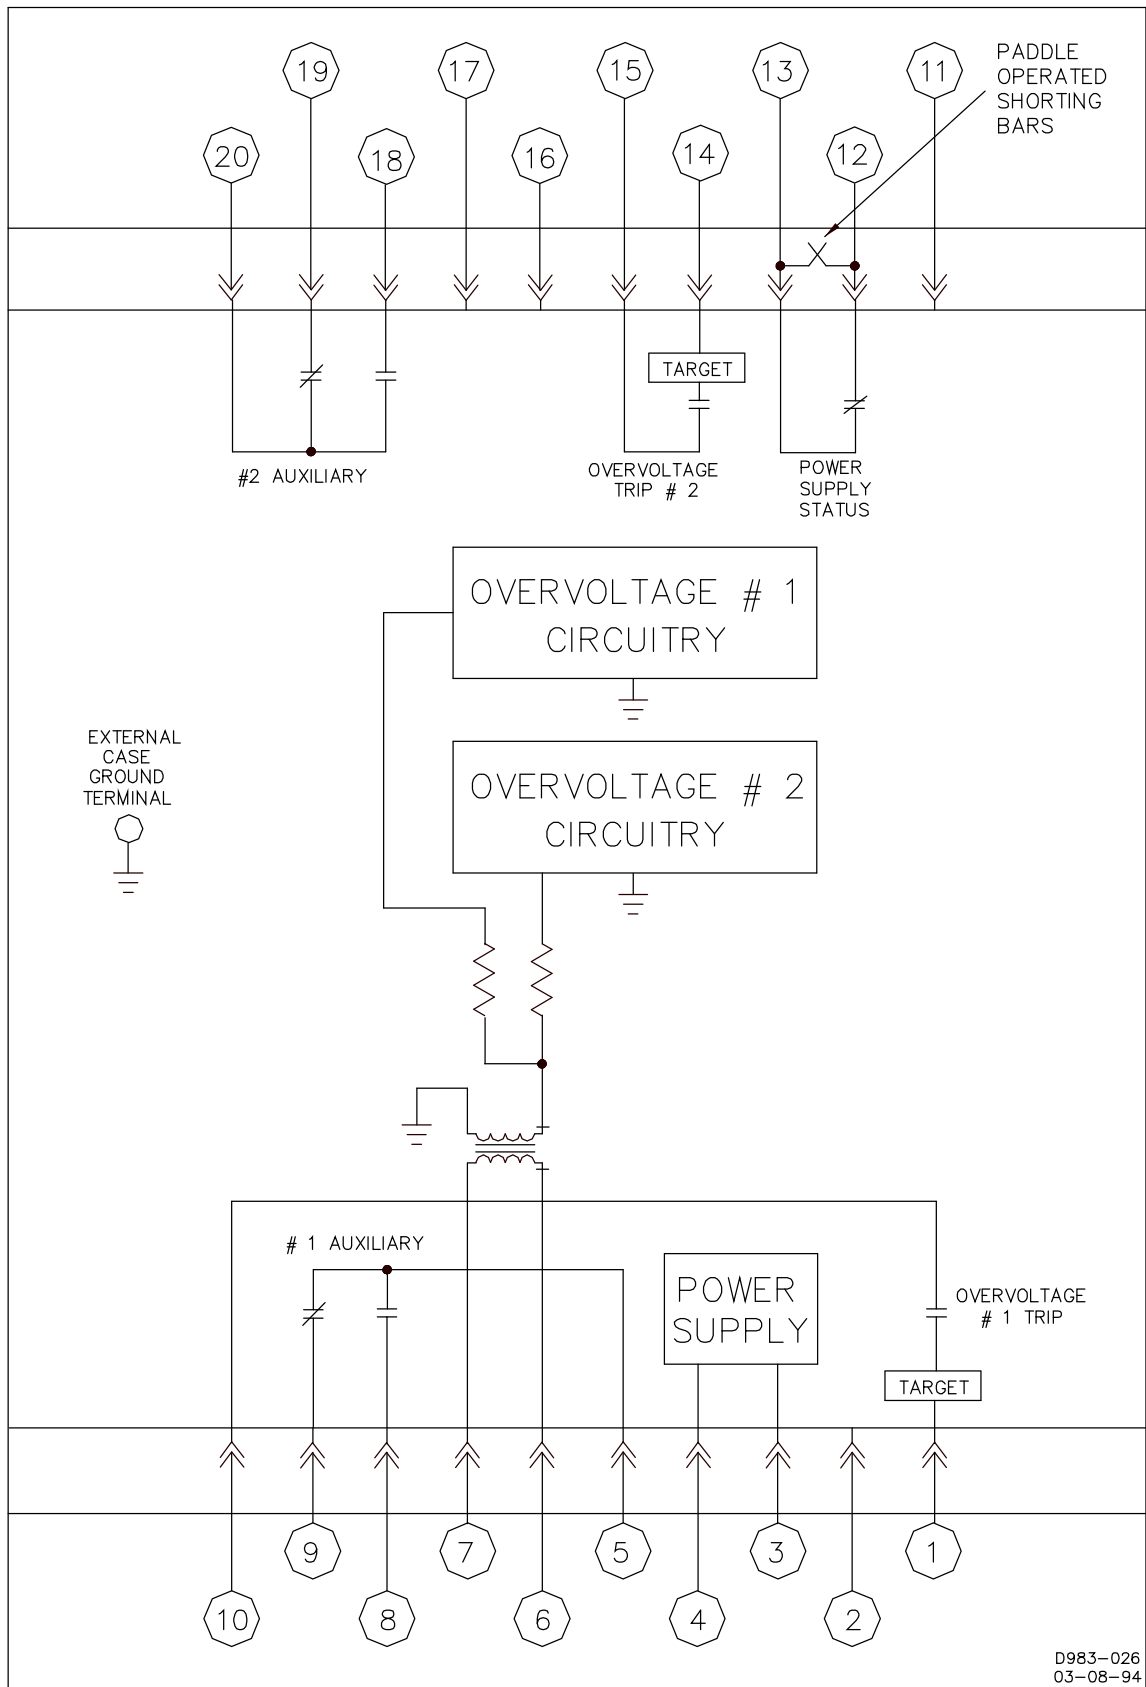 PADDLE
OPERATED
SHORTING
BARS
19
17
15
13
11
20
18
16
14
12
TARGET
#2 AUXILIARY
OVERVOLTAGE
TRIP # 2
POWER
SUPPLY
STATUS
OVERVOLTAGE # 1
CIRCUITRY
EXTERNAL
CASE
GROUND
TERMINAL
OVERVOLTAGE # 2
CIRCUITRY
# 1 AUXILIARY
POWER
SUPPLY
OVERVOLTAGE
# 1 TRIP
TARGET
9
7
5
3
1
10
8
6
4
2
D983-026
03-08-94